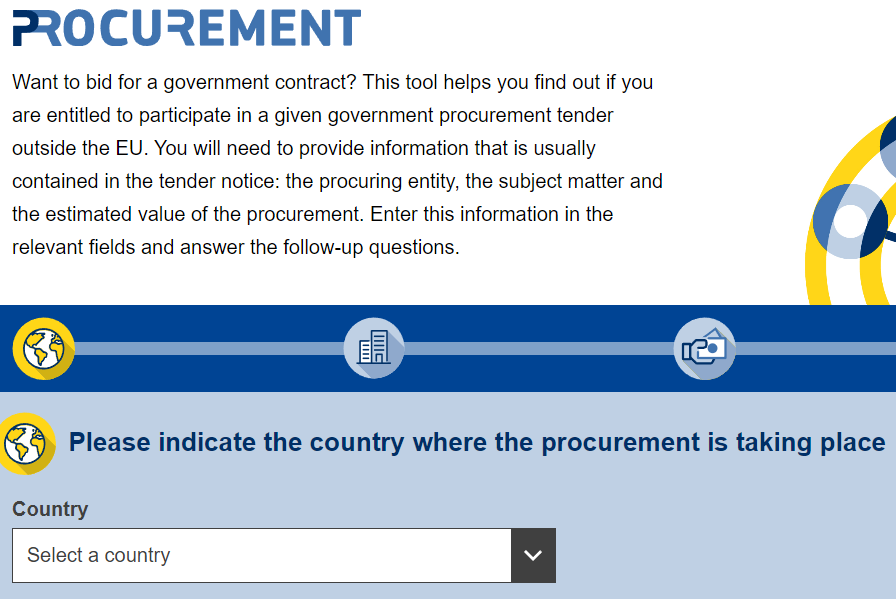 PROCUREMENT
Want to bid for a government contract? This tool helps you find out if you
are entitled to participate in a given government procurement tender
outside the EU. You will need to provide information that is usually
contained in the tender notice: the procuring entity, the subject matter and
the estimated value of the procurement. Enter this information in the
relevant fields and answer the follow-up questions.
Please indicate the country where the procurement is taking place
Country
Select a country